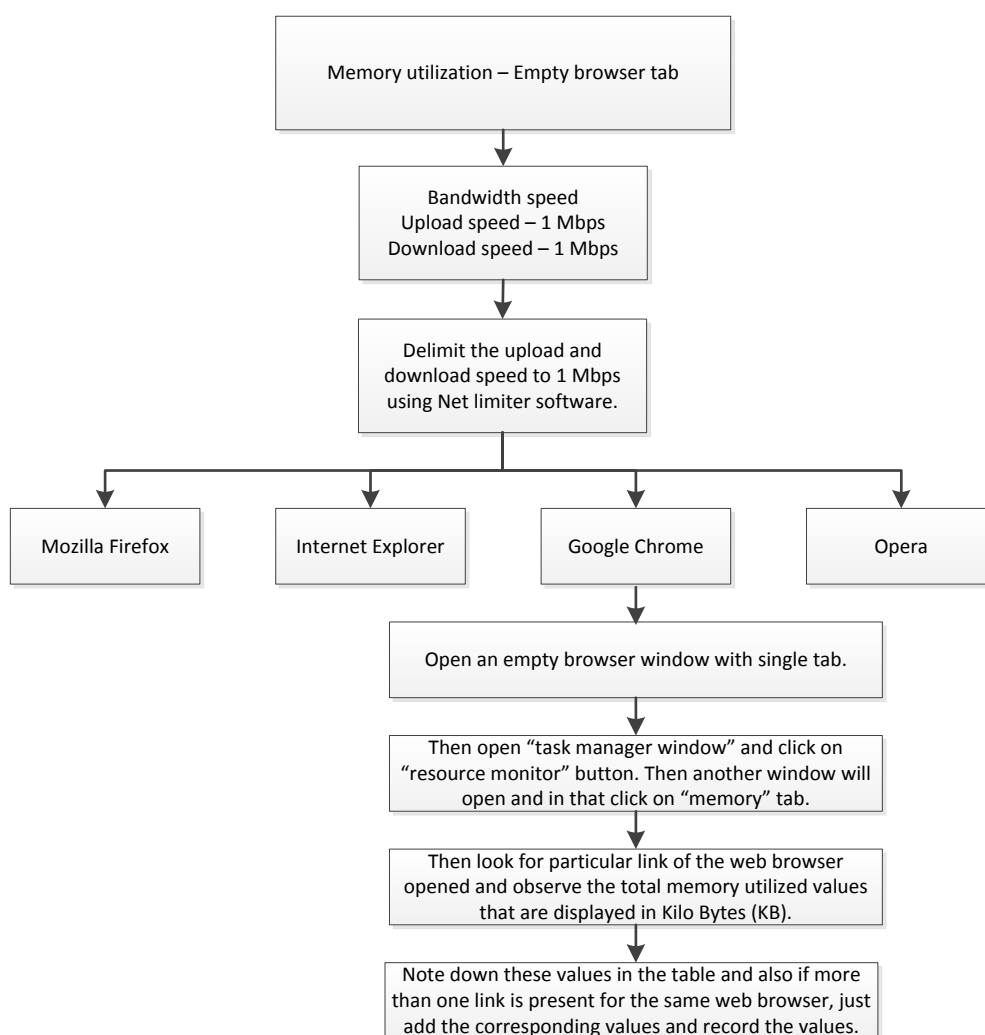 Memory utilization – Empty browser tab
Bandwidth speed
Upload speed – 1 Mbps
Download speed – 1 Mbps
Delimit the upload and
download speed to 1 Mbps
using Net limiter software.
Mozilla Firefox
Internet Explorer
Google Chrome
Opera
Open an empty browser window with single tab.
Then open “task manager window” and click on
“resource monitor” button. Then another window will
open and in that click on “memory” tab.
Then look for particular link of the web browser
opened and observe the total memory utilized values
that are displayed in Kilo Bytes (KB).
Note down these values in the table and also if more
than one link is present for the same web browser, just
add the corresponding values and record the values.